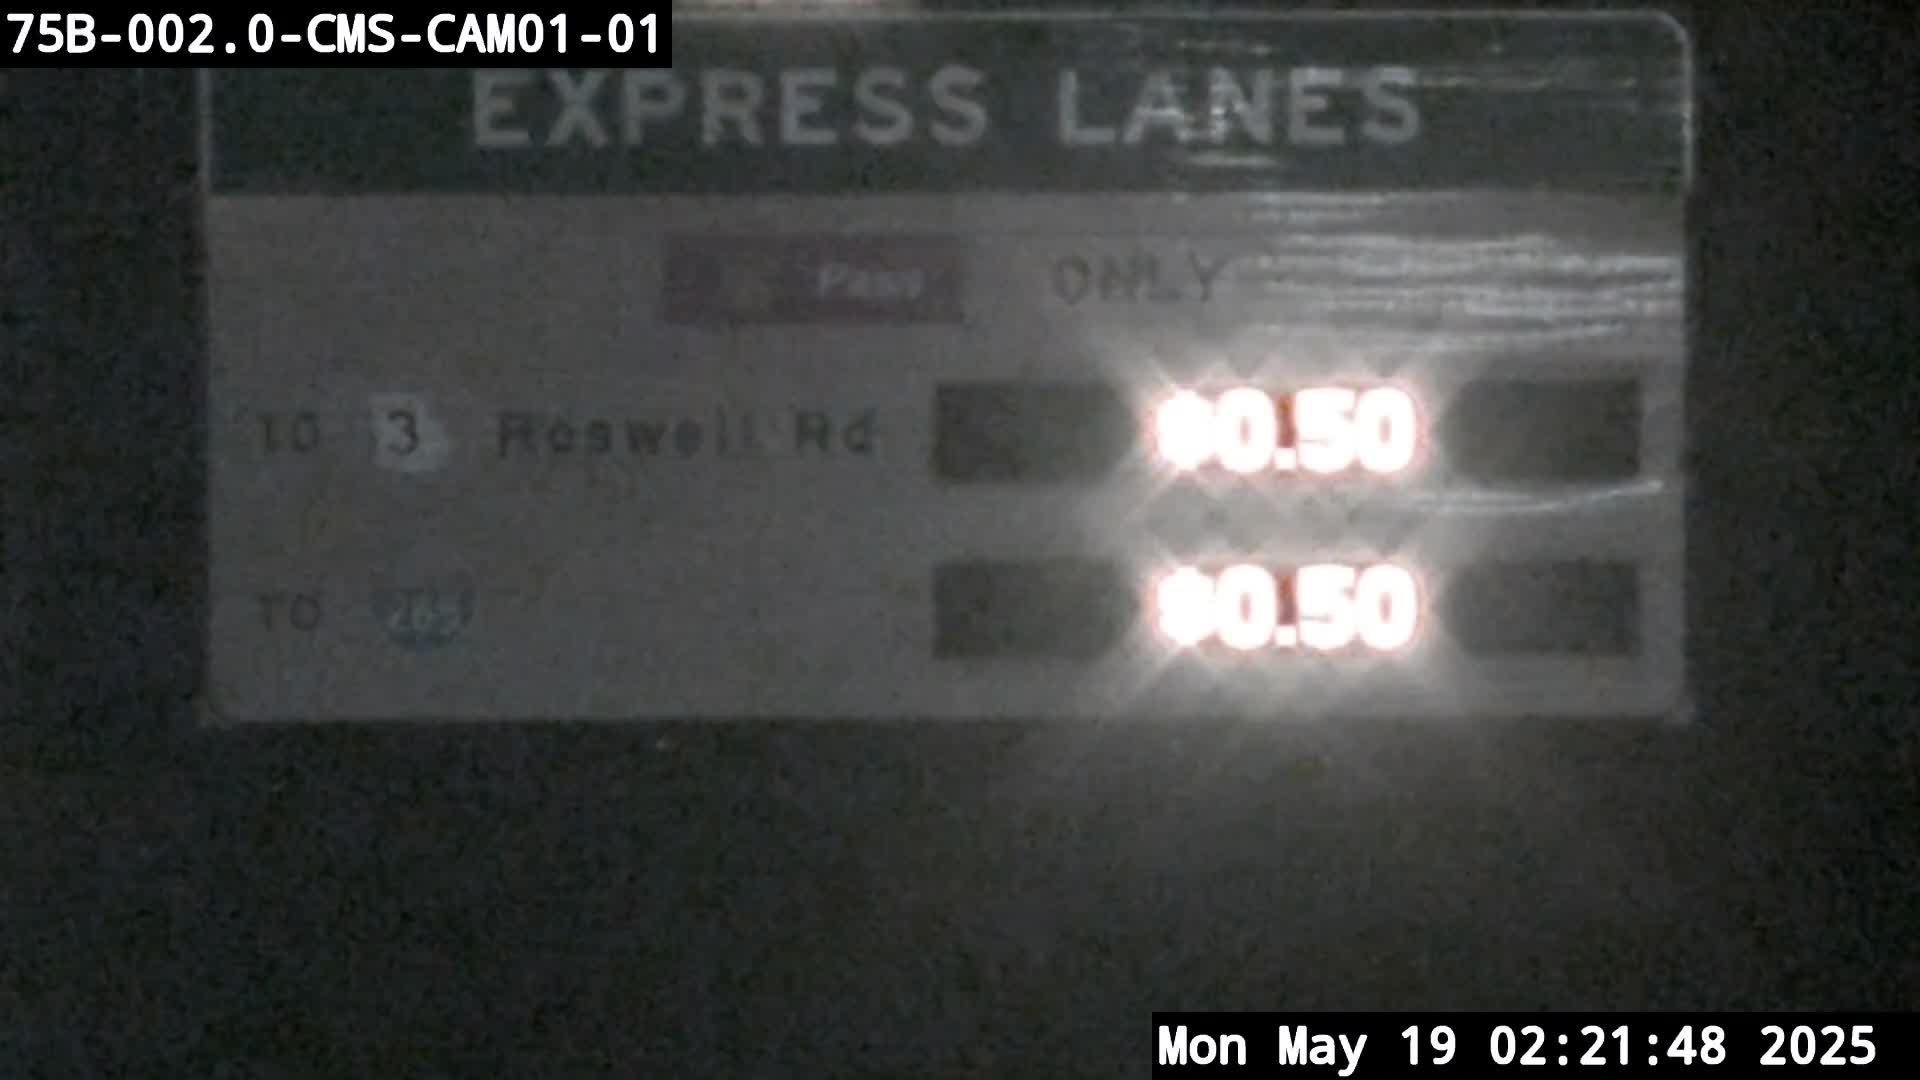 75B-002.0-CMS-CAM01-01
EXPRESS LANES
Pass ONLY
TO 3 Roswell Rd $0.50
TO 285 $0.50
Mon May 19 02:21:48 2025